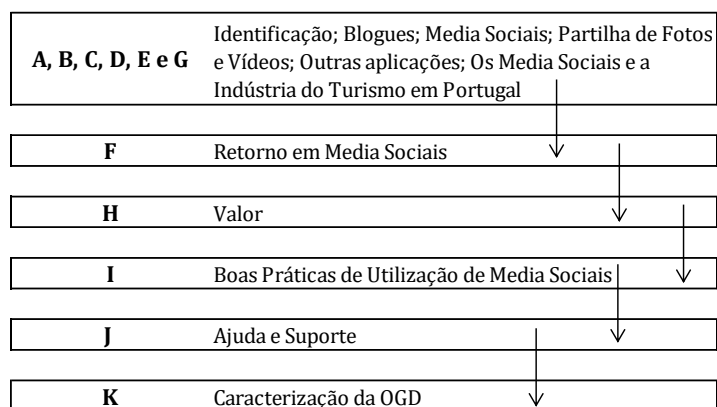 A, B, C, D, E e G
Identificação; Blogues; Media Sociais; Partilha de Fotos
e Vídeos; Outras aplicações; Os Media Sociais e a
Indústria do Turismo em Portugal
F Retorno em Media Sociais
H Valor
I Boas Práticas de Utilização de Media Sociais
J Ajuda e Suporte
K Caracterização da OGD